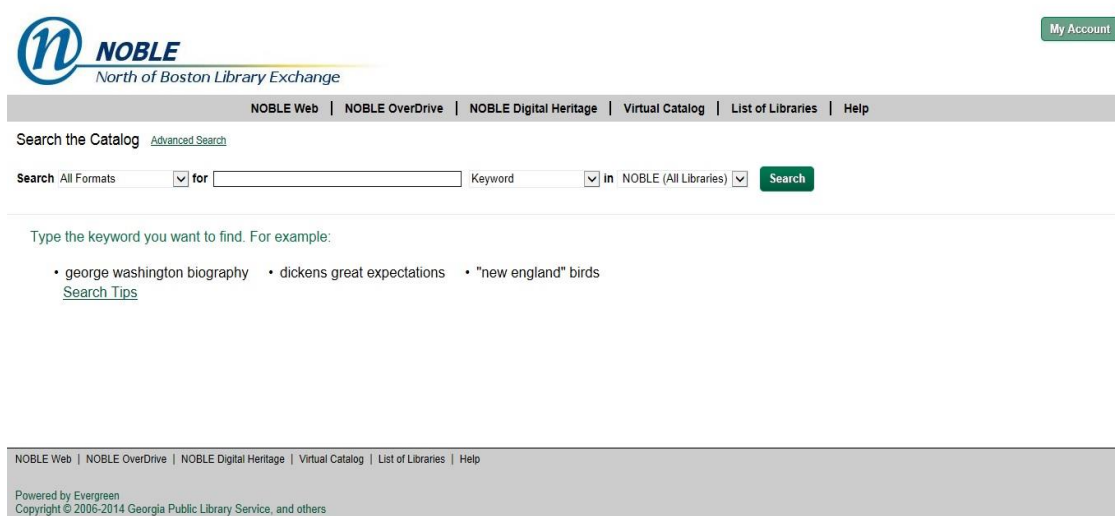 My Account
NOBLE
North of Boston Library Exchange
NOBLE Web | NOBLE OverDrive | NOBLE Digital Heritage | Virtual Catalog | List of Libraries | Help
Search the Catalog Advanced Search
Search All Formats for Keyword in NOBLE (All Libraries) Search
Type the keyword you want to find. For example:
• george washington biography • dickens great expectations • "new england" birds
Search Tips
NOBLE Web | NOBLE OverDrive | NOBLE Digital Heritage | Virtual Catalog | List of Libraries | Help
Powered by Evergreen
Copyright © 2006-2014 Georgia Public Library Service, and others